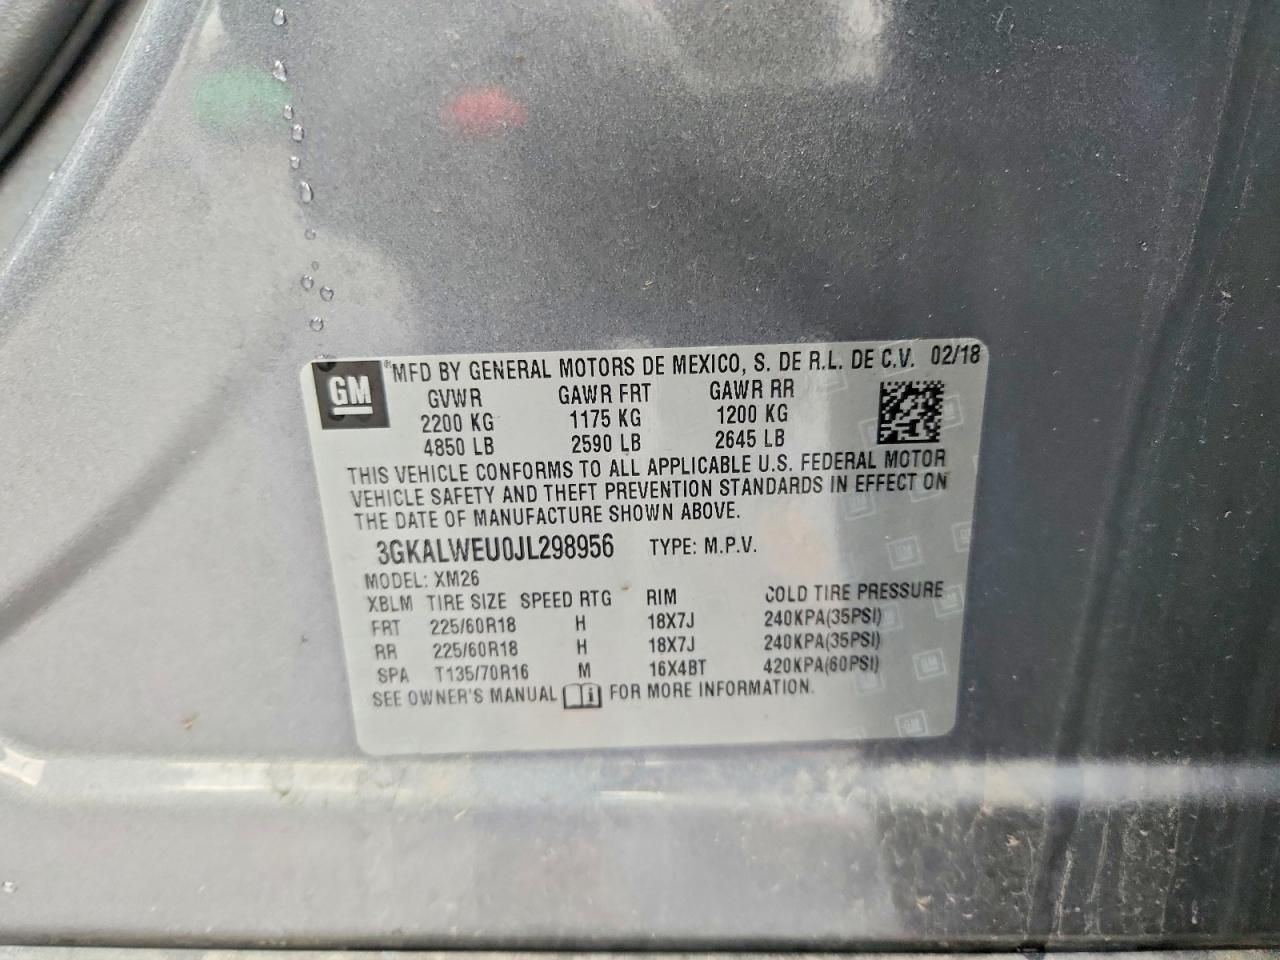 GM
®MFD BY GENERAL MOTORS DE MEXICO, S. DE R.L. DE C.V. 02/18
GVWR GAWR FRT GAWR RR
2200 KG 1175 KG 1200 KG
4850 LB 2590 LB 2645 LB
THIS VEHICLE CONFORMS TO ALL APPLICABLE U.S. FEDERAL MOTOR
VEHICLE SAFETY AND THEFT PREVENTION STANDARDS IN EFFECT ON
THE DATE OF MANUFACTURE SHOWN ABOVE.
3GKALWEU0JL298956 TYPE: M.P.V.
MODEL: XM26
XBLM TIRE SIZE SPEED RTG RIM COLD TIRE PRESSURE
FRT 225/60R18 H 18X7J 240KPA(35PSI)
RR 225/60R18 H 18X7J 240KPA(35PSI)
SPA T135/70R16 M 16X4BT 420KPA(60PSI)
SEE OWNER'S MANUAL FOR MORE INFORMATION.